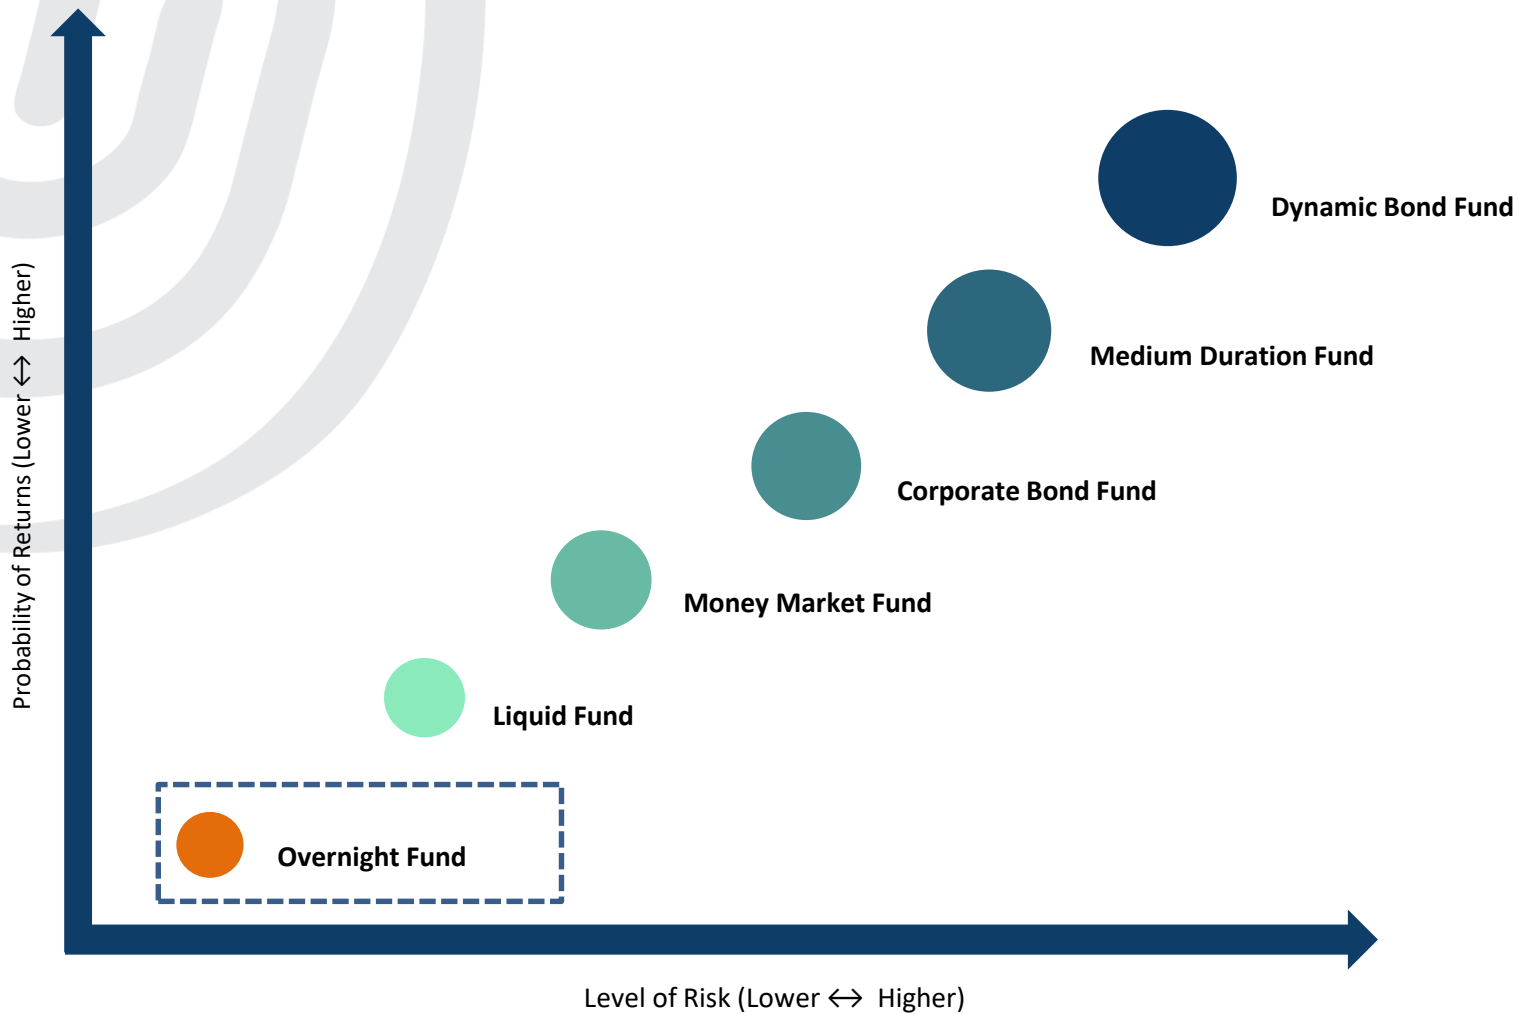 Dynamic Bond Fund
Medium Duration Fund
Corporate Bond Fund
Money Market Fund
Liquid Fund
Overnight Fund
Probability of Returns (Lower ↔ Higher)
Level of Risk (Lower ↔ Higher)